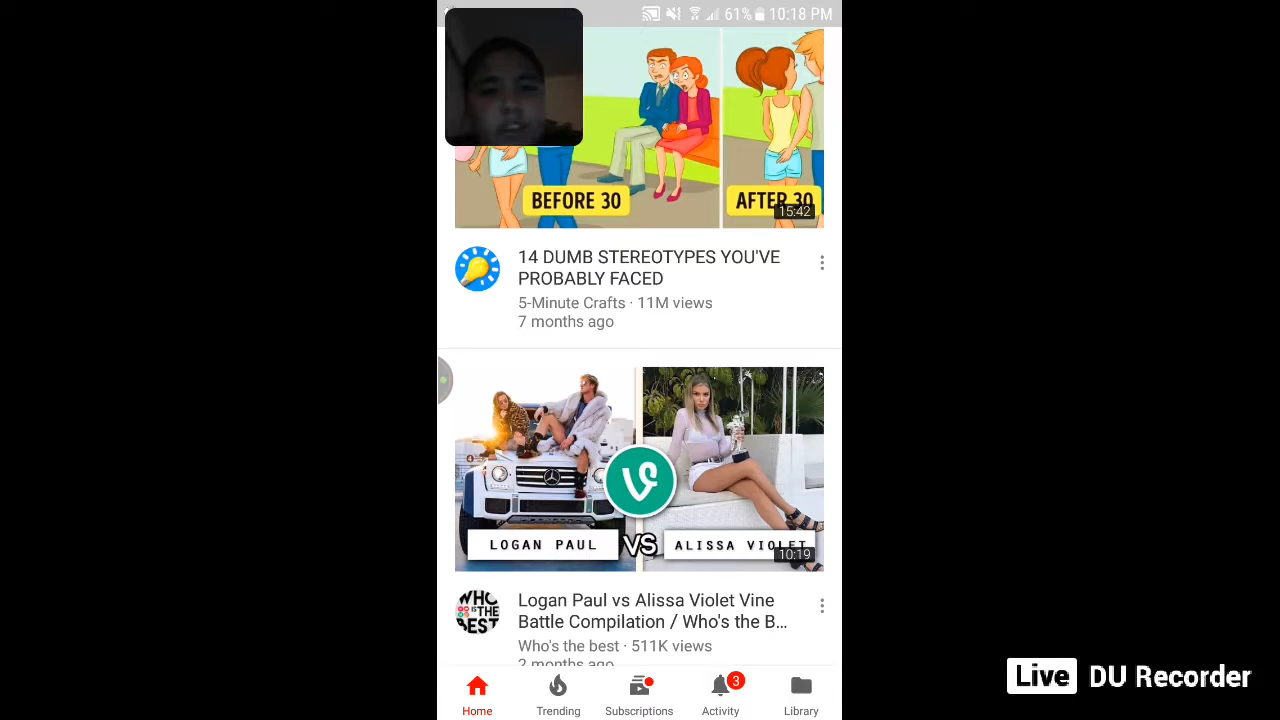 61% 10:18 PM
BEFORE 30
AFTER 30
15:42
14 DUMB STEREOTYPES YOU'VE
PROBABLY FACED
5-Minute Crafts · 11M views
7 months ago
LOGAN PAUL
VS
ALISSA VIOLET
10:19
WHO
IS THE
BEST
Logan Paul vs Alissa Violet Vine
Battle Compilation / Who's the B...
Who's the best · 511K views
2 months ago
3
Home
Trending
Subscriptions
Activity
Library
Live DU Recorder